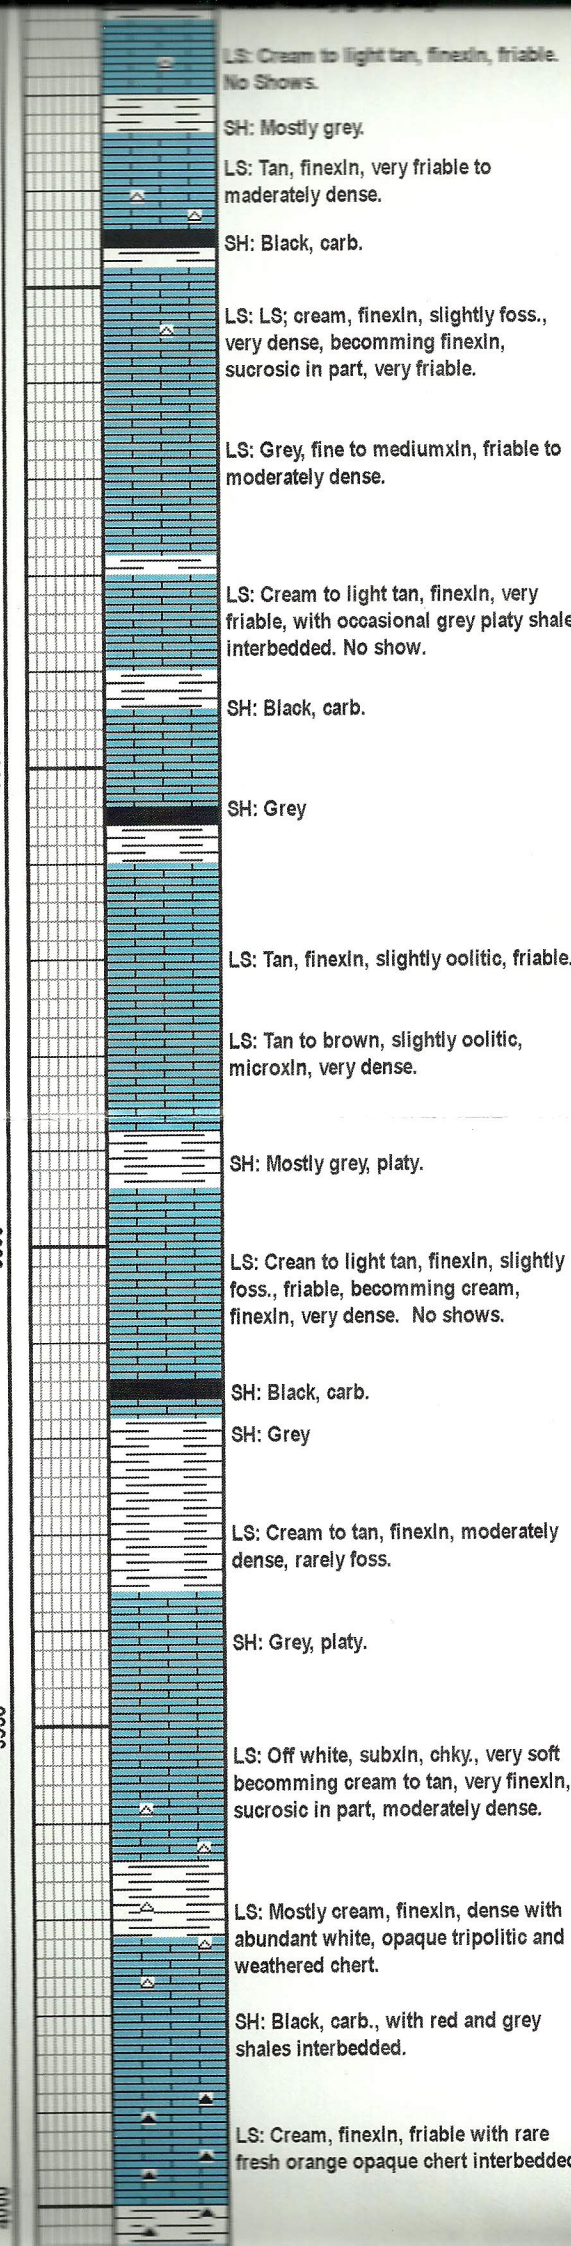 LS: Cream to light tan, finexln, friable.
No Shows.
SH: Mostly grey.
LS: Tan, finexln, very friable to
maderately dense.
SH: Black, carb.
LS: LS; cream, finexln, slightly foss.,
very dense, becomming finexln,
sucrosic in part, very friable.
LS: Grey, fine to mediumxln, friable to
moderately dense.
LS: Cream to light tan, finexln, very
friable, with occasional grey platy shale
interbedded. No show.
SH: Black, carb.
SH: Grey
LS: Tan, finexln, slightly oolitic, friable.
LS: Tan to brown, slightly oolitic,
microxln, very dense.
SH: Mostly grey, platy.
LS: Crean to light tan, finexln, slightly
foss., friable, becomming cream,
finexln, very dense. No shows.
SH: Black, carb.
SH: Grey
LS: Cream to tan, finexln, moderately
dense, rarely foss.
SH: Grey, platy.
LS: Off white, subxln, chky., very soft
becomming cream to tan, very finexln,
sucrosic in part, moderately dense.
LS: Mostly cream, finexln, dense with
abundant white, opaque tripolitic and
weathered chert.
SH: Black, carb., with red and grey
shales interbedded.
LS: Cream, finexln, friable with rare
fresh orange opaque chert interbedded